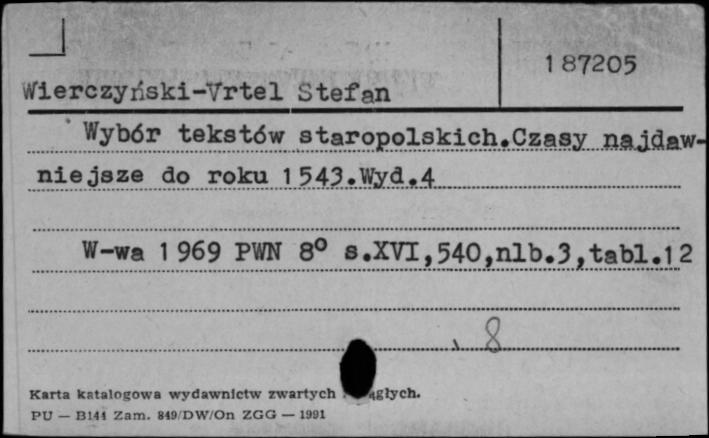 187205
Wierczyński-Vrtel Stefan
Wybór tekstów staropolskich.Czasy najdaw-
niejsze do roku 1543.Wyd.4
W-wa 1969 PWN 8° s.XVI,540,nlb.3,tabl.12
8
Karta katalogowa wydawnictw zwartych
PU — B144 Zam. 849/DW/On ZGG — 1991